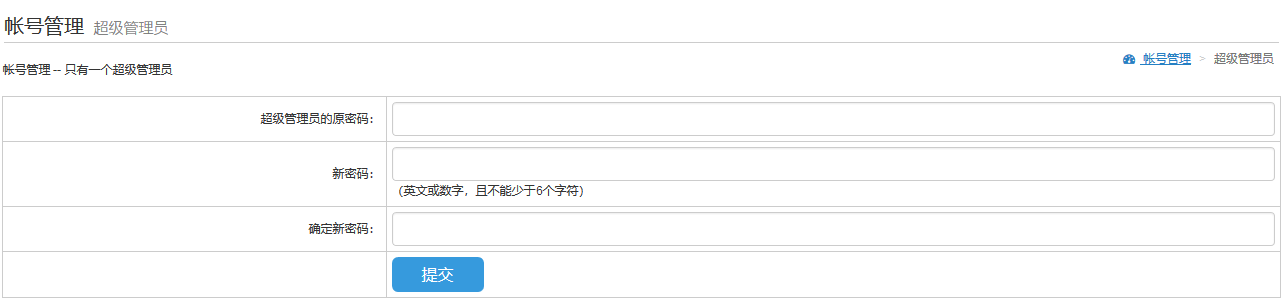 帐号管理 超级管理员
帐号管理 > 超级管理员
帐号管理 -- 只有一个超级管理员
超级管理员的原密码：
新密码：
（英文或数字，且不能少于6个字符）
确定新密码：
提交